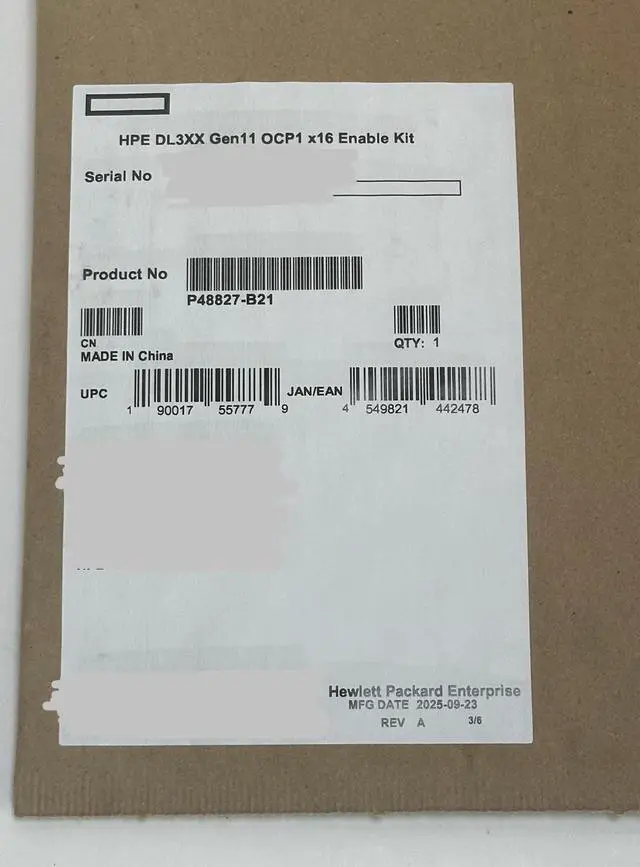 HPE DL3XX Gen11 OCP1 x16 Enable Kit
Serial No
Product No
P48827-B21
CN
MADE IN China
QTY: 1
UPC 1 90017 55777 9 JAN/EAN 4 549821 442478
Hewlett Packard Enterprise
MFG DATE 2025-09-23
REV A 3/6